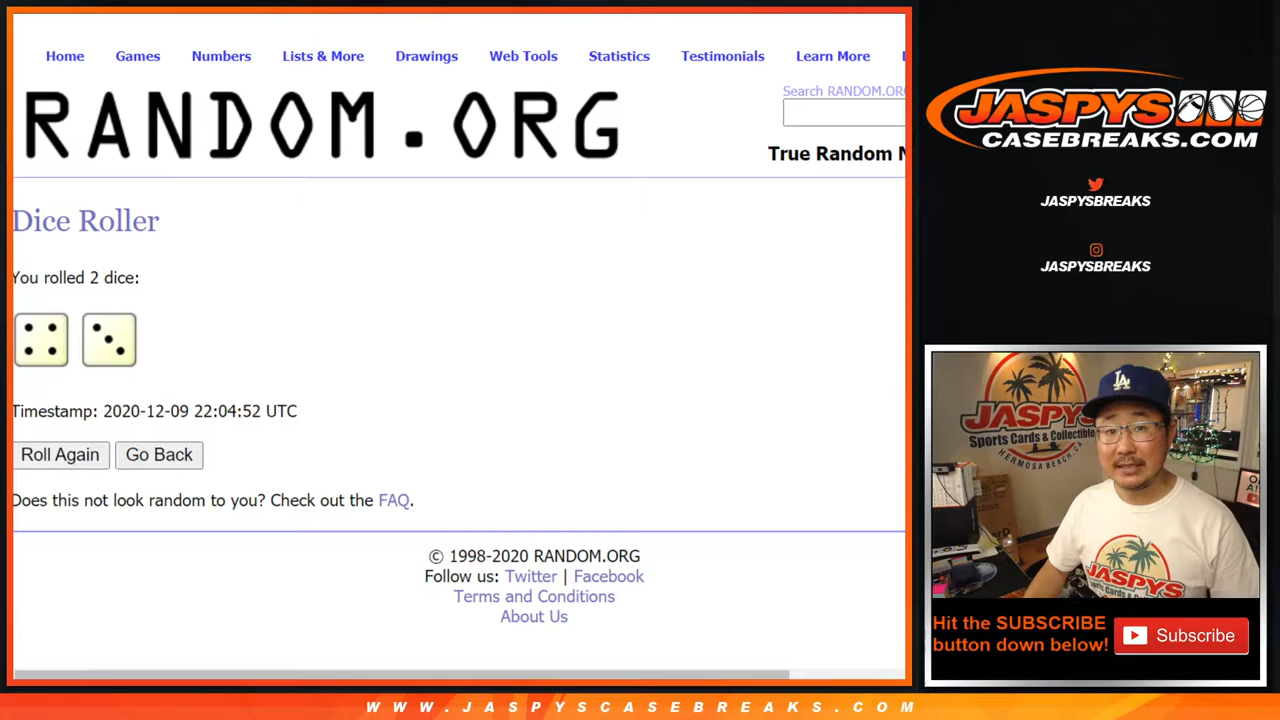 Home Games Numbers Lists & More Drawings Web Tools Statistics Testimonials Learn More
RANDOM.ORG
Search RANDOM.ORG
True Random N
Dice Roller
You rolled 2 dice:
Timestamp: 2020-12-09 22:04:52 UTC
Roll Again Go Back
Does this not look random to you? Check out the FAQ.
© 1998-2020 RANDOM.ORG
Follow us: Twitter | Facebook
Terms and Conditions
About Us
JASPYS
CASEBREAKS.COM
JASPYSBREAKS
JASPYSBREAKS
JASPYS
Sports Cards & Collectible
HERMOSA BEACH, CA
LA
JASPYS
Hit the SUBSCRIBE
button down below!
Subscribe
WWW.JASPYSCASEBREAKS.COM